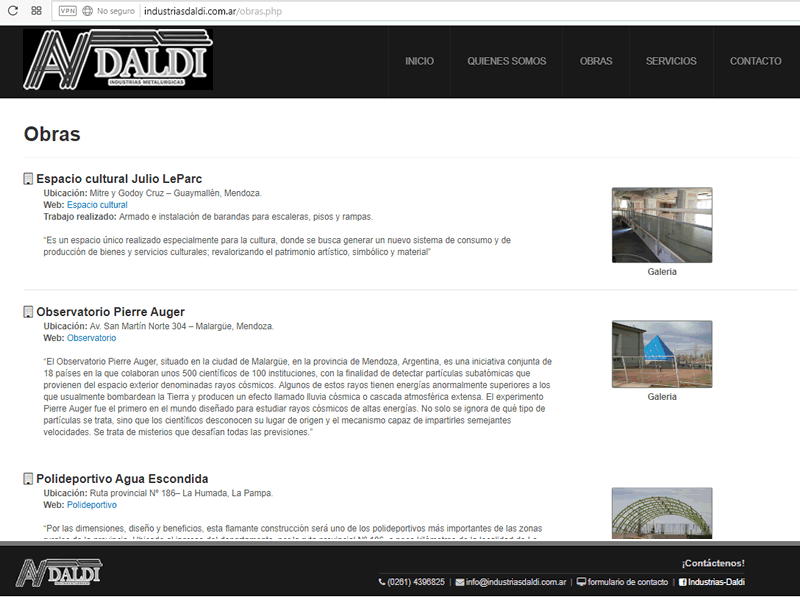 VPN No seguro industriasdaldi.com.ar/obras.php
DALDI
INDUSTRIAS METALURGICAS
INICIO QUIENES SOMOS OBRAS SERVICIOS CONTACTO
Obras
Espacio cultural Julio LeParc
Ubicación: Mitre y Godoy Cruz – Guaymallén, Mendoza.
Web: Espacio cultural
Trabajo realizado: Armado e instalación de barandas para escaleras, pisos y rampas.
“Es un espacio único realizado especialmente para la cultura, donde se busca generar un nuevo sistema de consumo y de
producción de bienes y servicios culturales; revalorizando el patrimonio artístico, simbólico y material”
Galeria
Observatorio Pierre Auger
Ubicación: Av. San Martín Norte 304 – Malargüe, Mendoza.
Web: Observatorio
“El Observatorio Pierre Auger, situado en la ciudad de Malargüe, en la provincia de Mendoza, Argentina, es una iniciativa conjunta de
18 países en la que colaboran unos 500 científicos de 100 instituciones, con la finalidad de detectar partículas subatómicas que
provienen del espacio exterior denominadas rayos cósmicos. Algunos de estos rayos tienen energías anormalmente superiores a los
que usualmente bombardean la Tierra y producen un efecto llamado lluvia cósmica o cascada atmosférica extensa. El experimento
Pierre Auger fue el primero en el mundo diseñado para estudiar rayos cósmicos de altas energías. No solo se ignora de qué tipo de
partículas se trata, sino que los científicos desconocen su lugar de origen y el mecanismo capaz de impartirles semejantes
velocidades. Se trata de misterios que desafían todas las previsiones.”
Galeria
Polideportivo Agua Escondida
Ubicación: Ruta provincial Nº 186– La Humada, La Pampa.
Web: Polideportivo
“Por las dimensiones, diseño y beneficios, esta flamante construcción será uno de los polideportivos más importantes de las zonas
DALDI
¡Contáctenos!
(0261) 4396825 | info@industriasdaldi.com.ar | formulario de contacto | Industrias-Daldi